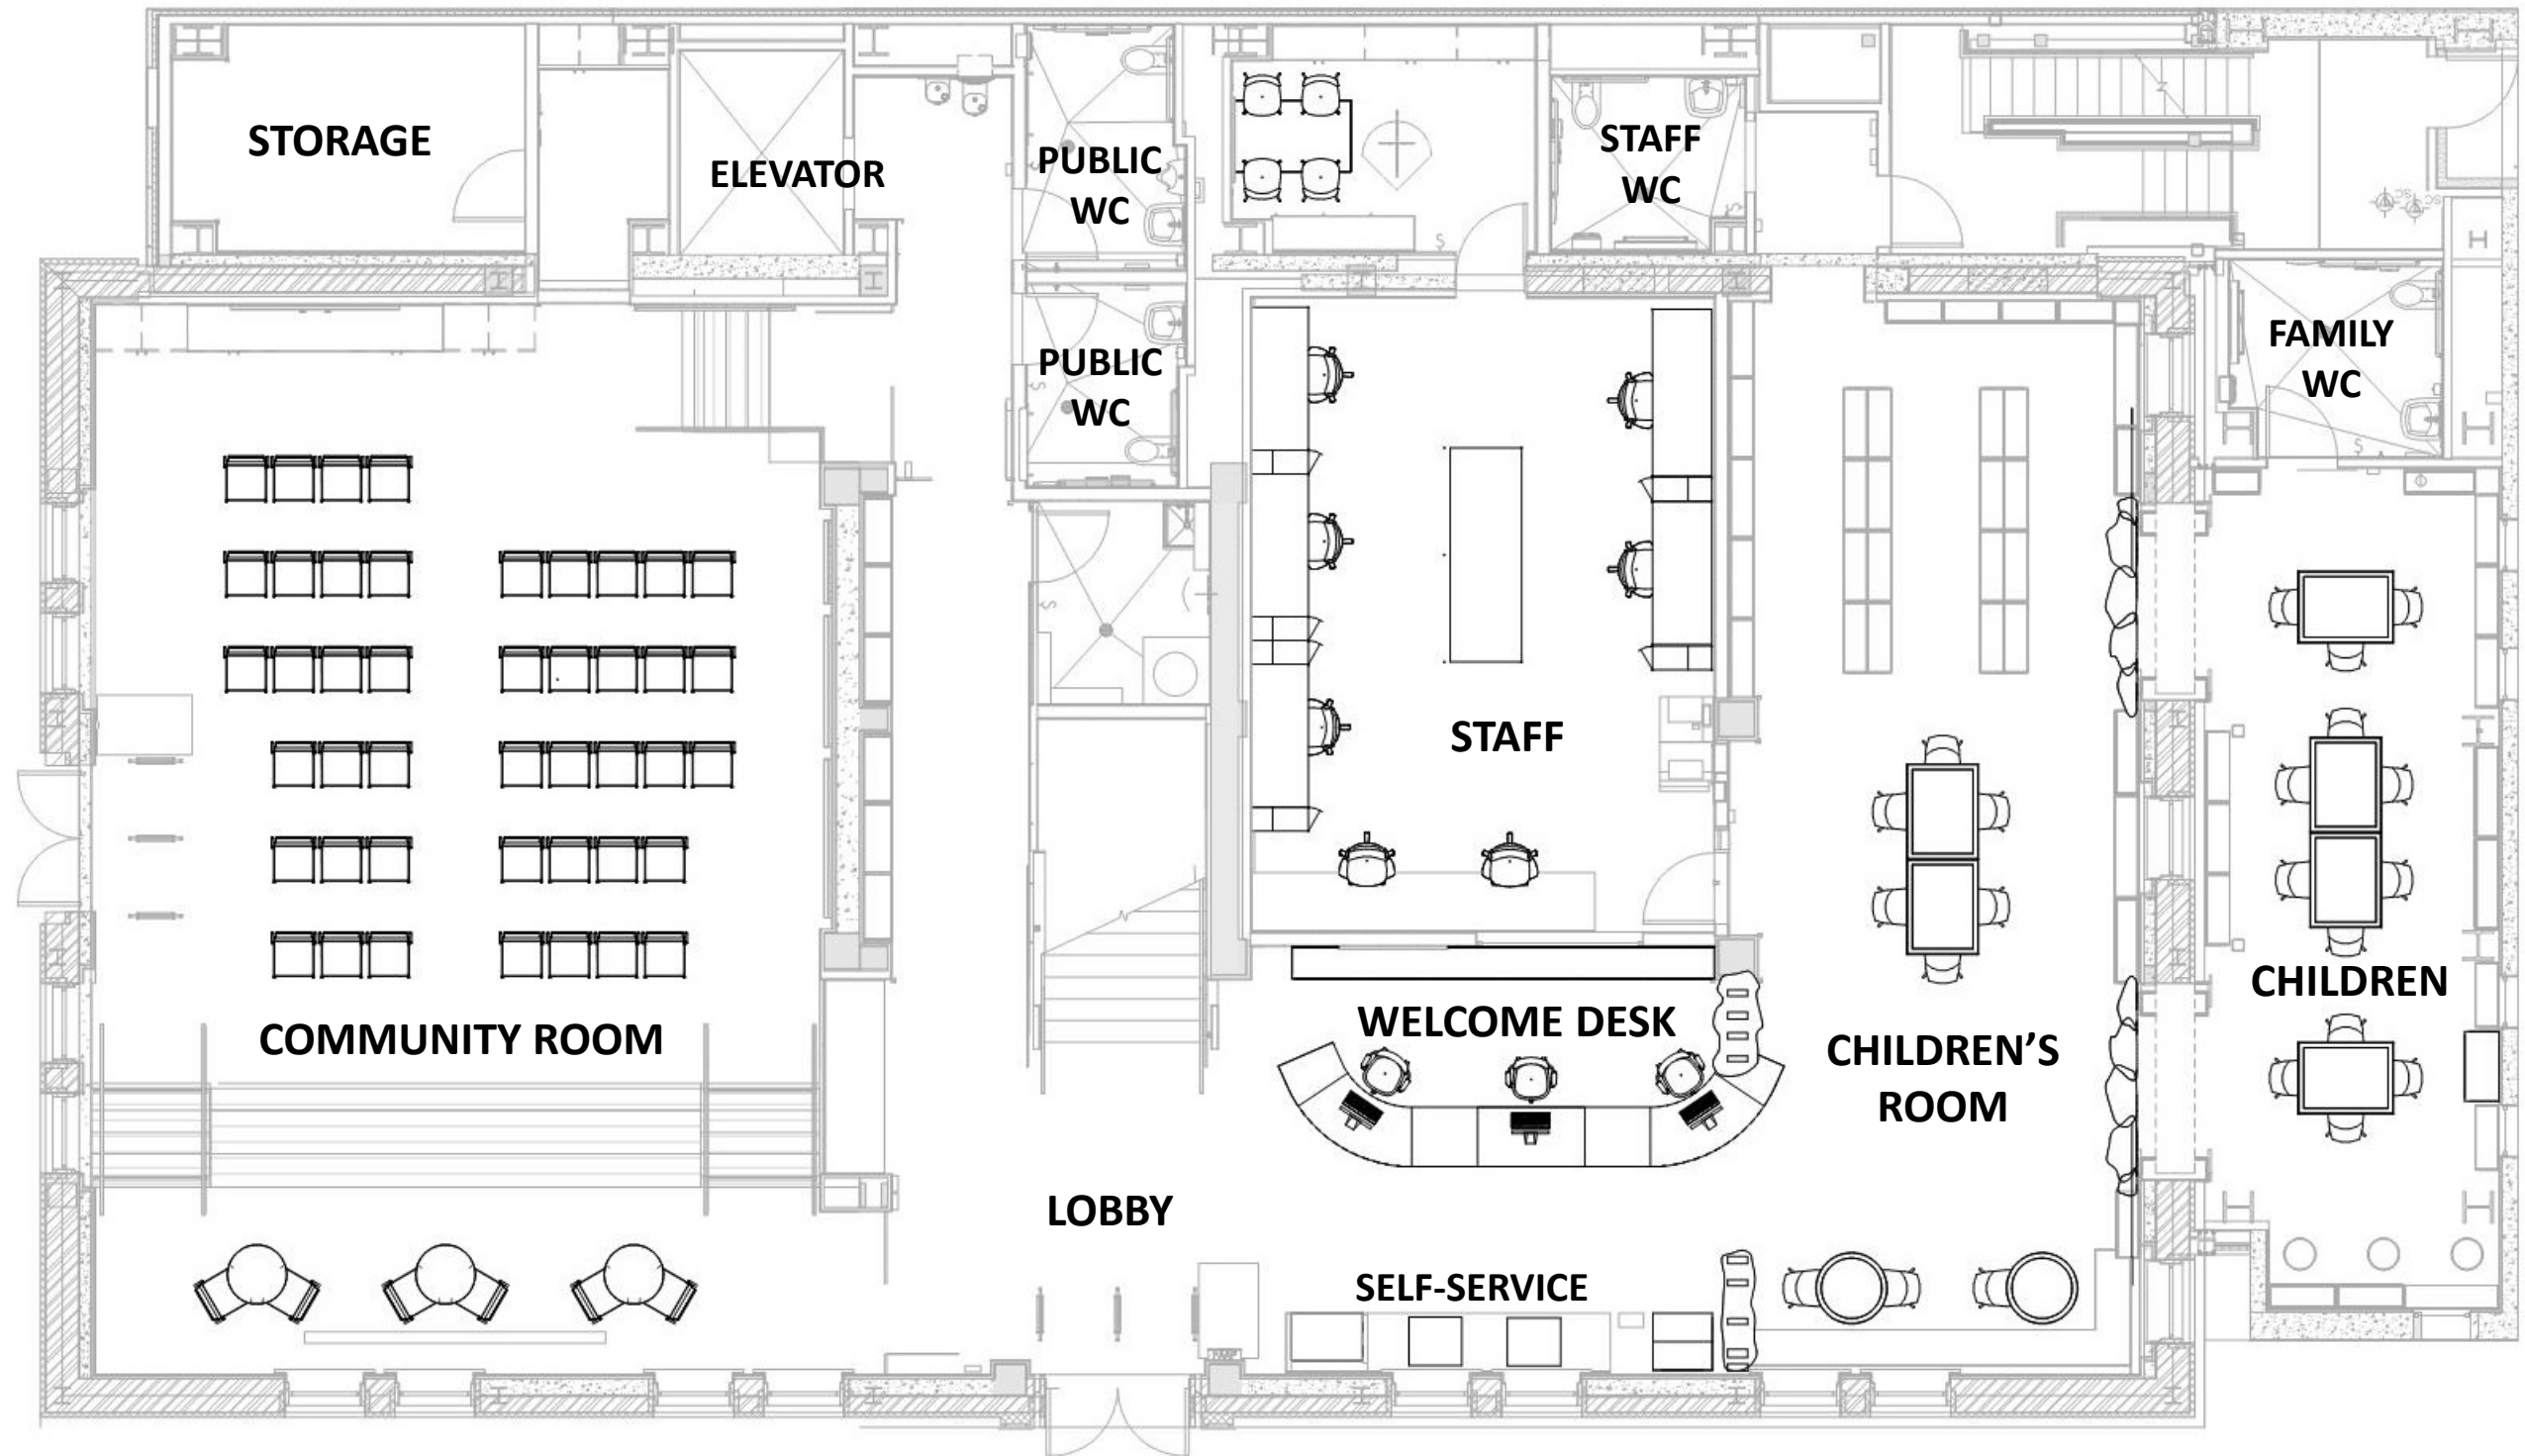 STORAGE
ELEVATOR
PUBLIC
WC
STAFF
WC
PUBLIC
WC
FAMILY
WC
STAFF
COMMUNITY ROOM
WELCOME DESK
CHILDREN'S
ROOM
CHILDREN
LOBBY
SELF-SERVICE